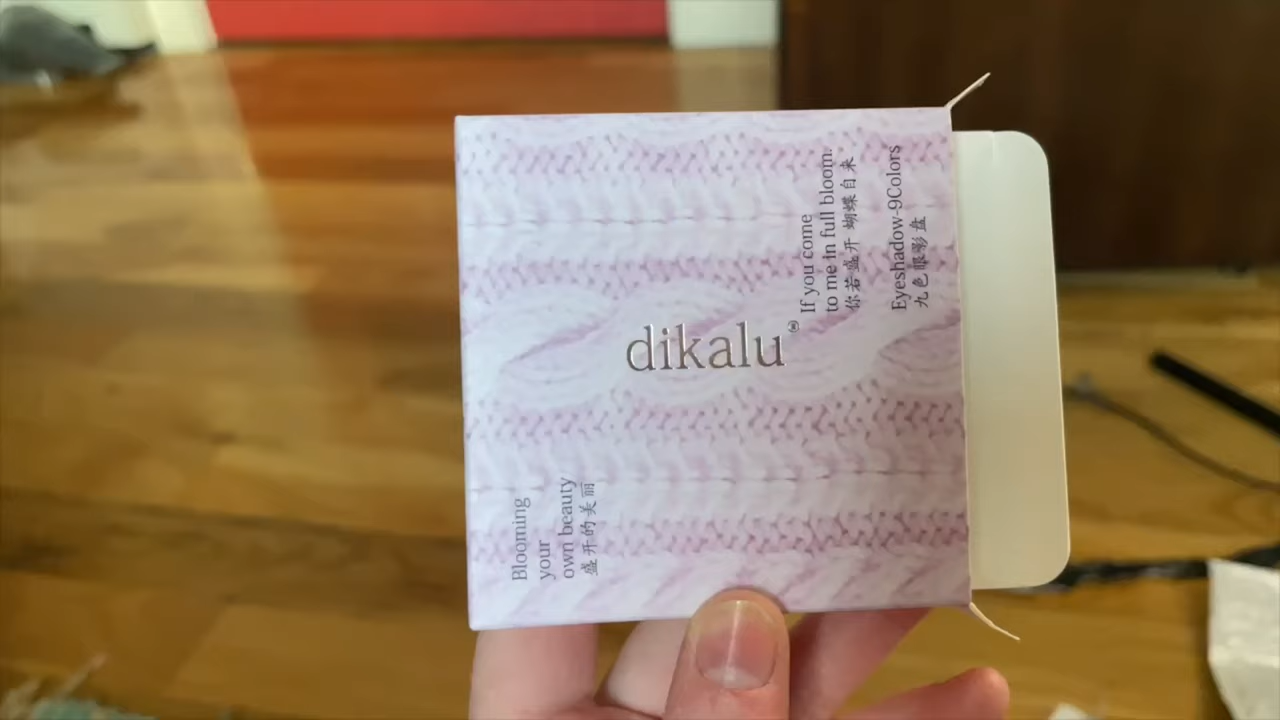 dikalu®
If you come
to me in full bloom.
你若盛开 蝴蝶自来
Eyeshadow-9Colors
九色眼影盘
Blooming
your
own beauty
盛开的美丽